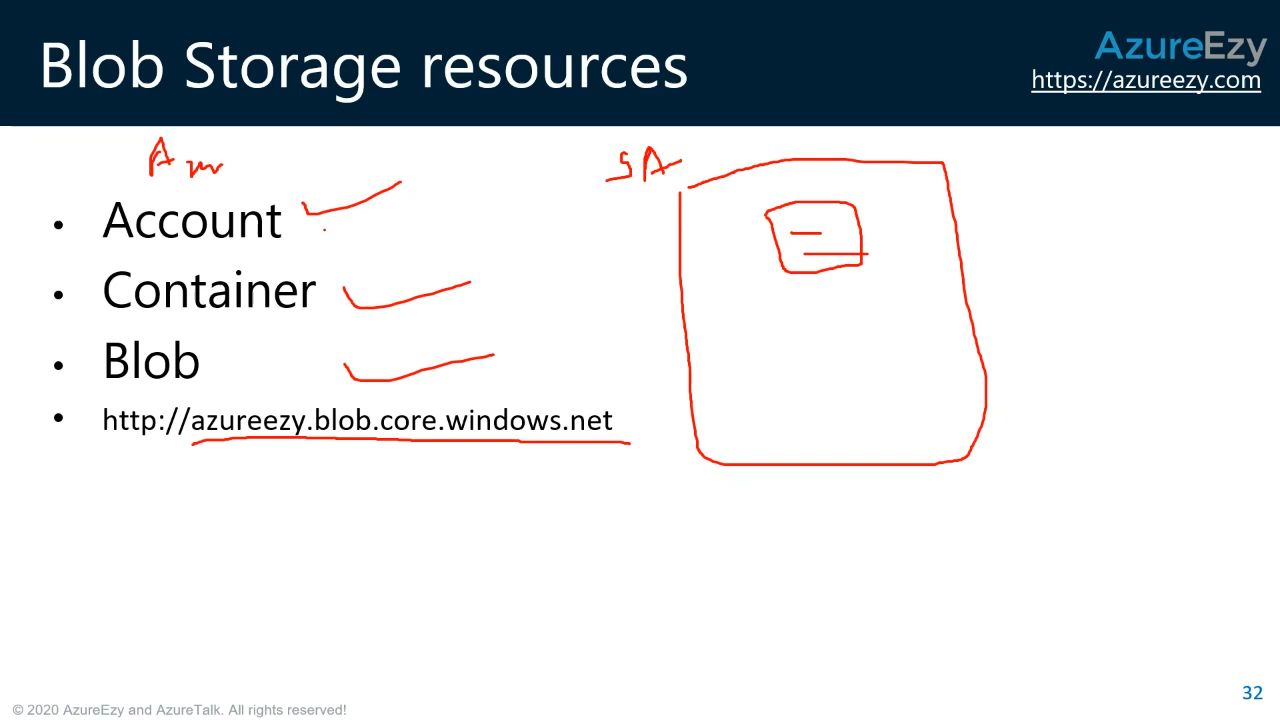 Blob Storage resources
AzureEzy
https://azureezy.com
SA
• Account
• Container
• Blob
• http://azureezy.blob.core.windows.net
32
© 2020 AzureEzy and AzureTalk. All rights reserved!